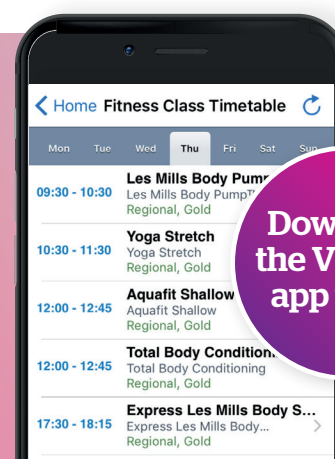 Home Fitness Class Timetable
Mon Tue Wed Thu Fri Sat Sun
09:30 - 10:30
Les Mills Body Pump
Les Mills Body Pump
Regional, Gold
10:30 - 11:30
Yoga Stretch
Yoga Stretch
Regional, Gold
12:00 - 12:45
Aquafit Shallow
Aquafit Shallow
Regional, Gold
12:00 - 12:45
Total Body Condition
Total Body Conditioning
Regional, Gold
17:30 - 18:15
Express Les Mills Body S...
Express Les Mills Body...
Regional, Gold
the
app